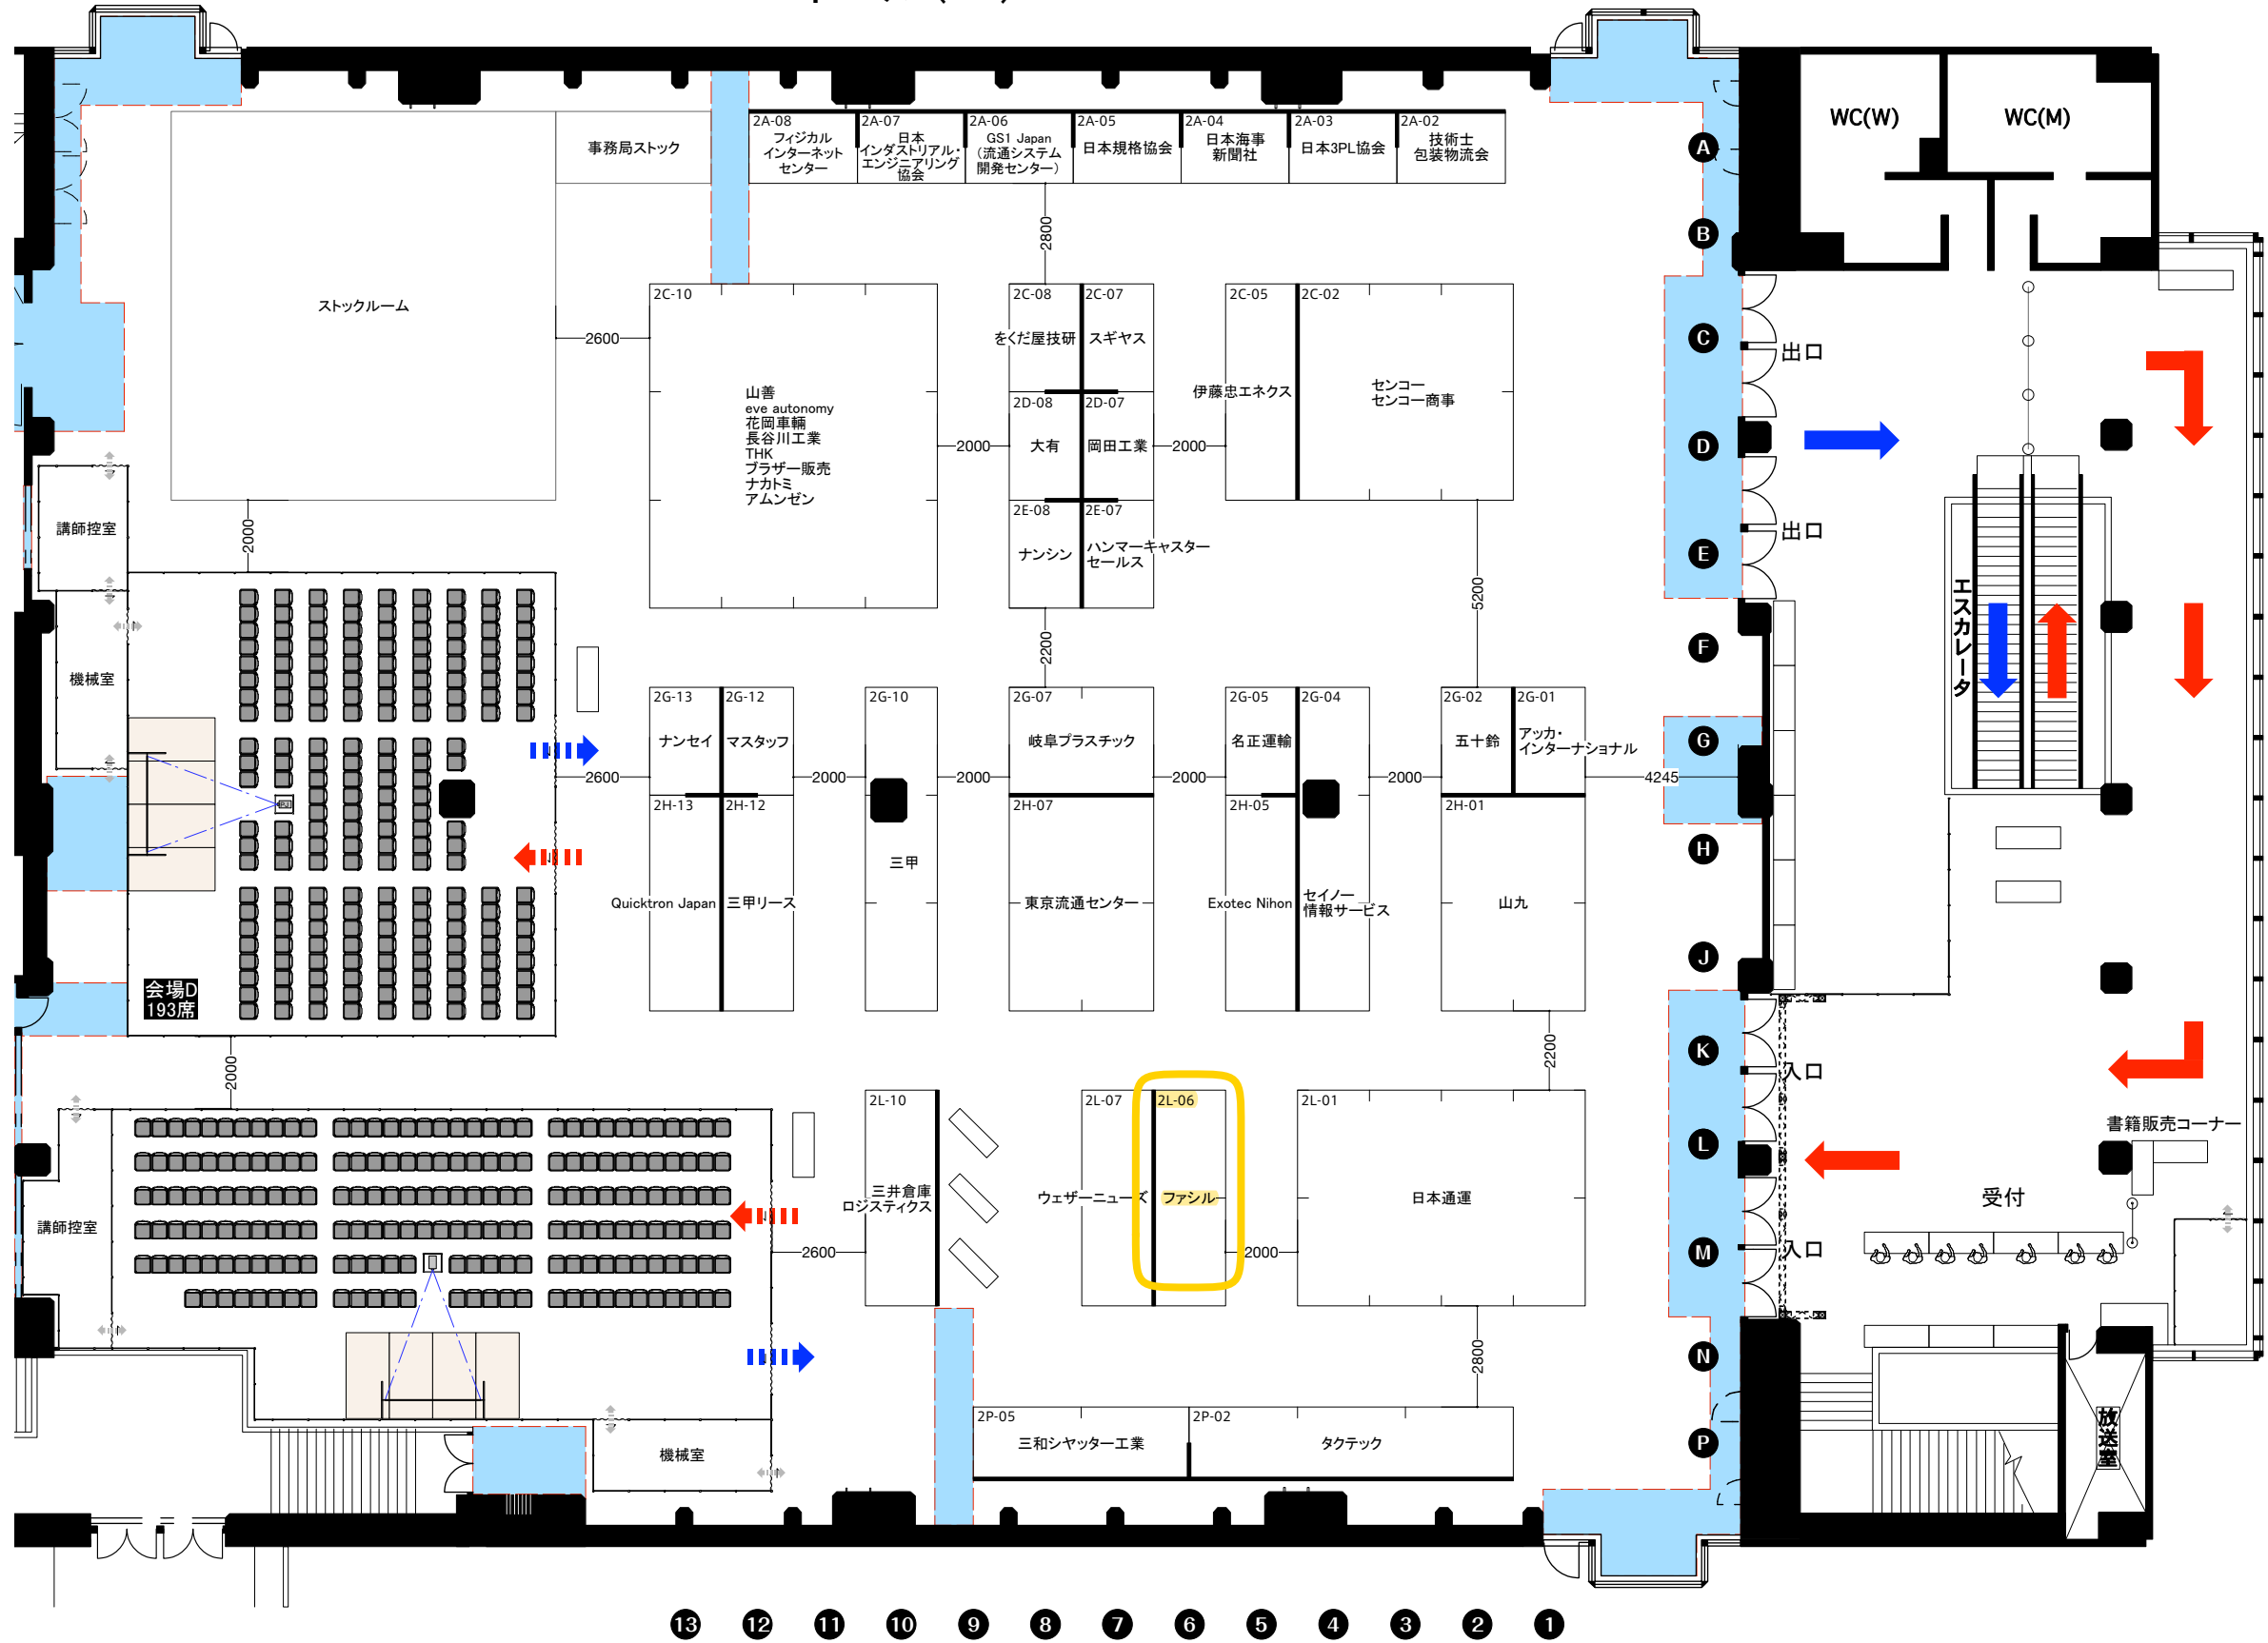 WC(W)
WC(M)
事務局ストック
2A-08
フィジカル
インターネット
センター
2A-07
日本
インダストリアル・
エンジニアリング
協会
2A-06
GS1 Japan
(流通システム
開発センター)
2A-05
日本規格協会
2A-04
日本海事
新聞社
2A-03
日本3PL協会
2A-02
技術士
包装物流会
A
B
2800
ストックルーム
2600
2C-10
山善
eve autonomy
花岡車輛
長谷川工業
THK
ブラザー販売
ナカトミ
アムンゼン
2C-08
をくだ屋技研
2C-07
スギヤス
2C-05
伊藤忠エネクス
2C-02
センコー
センコー商事
C
出口
2000
2D-08
大有
2D-07
岡田工業
2000
D
2E-08
ナンシン
2E-07
ハンマーキャスター
セールス
出口
E
講師控室
2000
5200
2200
エスカレータ
F
機械室
2600
2G-13
ナンセイ
2G-12
マスタッフ
2000
2G-10
三甲
2000
2G-07
岐阜プラスチック
2000
2G-05
名正運輸
2G-04
セイノー
情報サービス
2000
2G-02
五十鈴
2G-01
アッカ・
インターナショナル
4245
G
2H-13
Quicktron Japan
2H-12
三甲リース
2H-07
東京流通センター
2H-05
Exotec Nihon
2H-01
山九
H
J
会場D
193席
2000
2200
K
入口
2L-10
三井倉庫
ロジスティクス
2L-07
ウェザーニューズ
2L-06
ファシル
2L-01
日本通運
L
書籍販売コーナー
受付
講師控室
2600
2000
M
入口
2800
N
2P-05
三和シヤッター工業
2P-02
タクテック
P
放送室
機械室
13
12
11
10
9
8
7
6
5
4
3
2
1